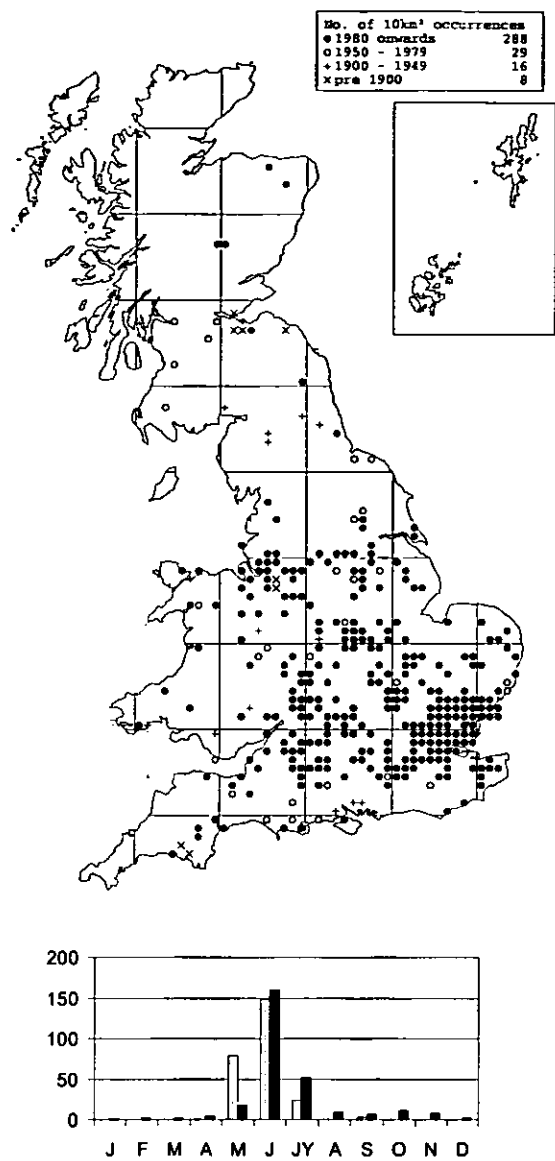 No. of 10km² occurrences
● 1980 onwards 288
○ 1950 - 1979 29
+ 1900 - 1949 16
× pre 1900 8
200
150
100
50
0
J F M A M J JY A S O N D